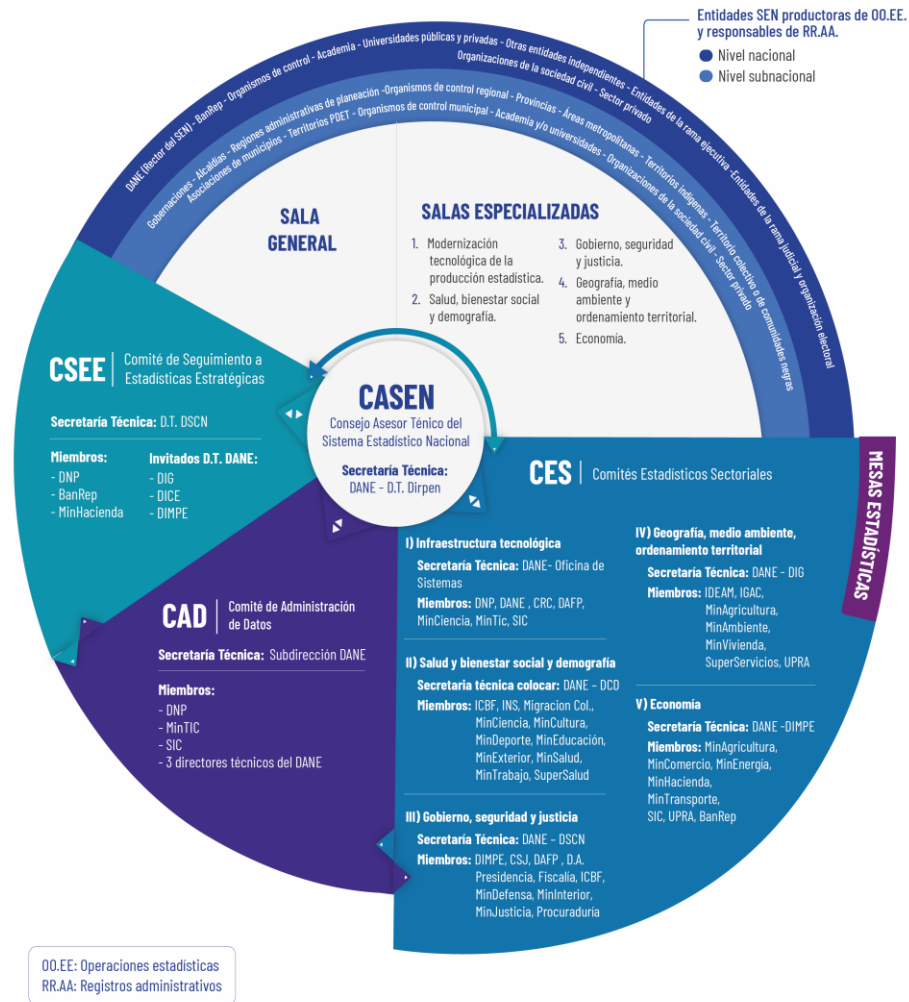 Entidades SEN productoras de OO.EE.
y responsables de RR.AA.
Nivel nacional
Nivel subnacional
DANE (Rector del SEN) - BanRep - Organismos de control - Academia - Universidades públicas y privadas - Otras entidades independientes - Entidades de la rama ejecutiva -Entidades de la rama judicial y organización electoral
Organizaciones de la sociedad civil - Sector privado
Gobernaciones - Alcaldías - Regiones administrativas de planeación -Organismos de control regional - Provincias - Áreas metropolitanas - Territorios indígenas - Territorio colectivo o de comunidades negras
Asociaciones de municipios - Territorios PDET - Organismos de control municipal - Academia y/o universidades - Organizaciones de la sociedad civil - Sector privado
SALA
GENERAL
SALAS ESPECIALIZADAS
1. Modernización
tecnológica de la
producción estadística.
2. Salud, bienestar social
y demografía.
3. Gobierno, seguridad
y justicia.
4. Geografía, medio
ambiente y
ordenamiento territorial.
5. Economía.
CSEE
Comité de Seguimiento a
Estadísticas Estratégicas
Secretaría Técnica: D.T. DSCN
Miembros:
- DNP
- BanRep
- MinHacienda
Invitados D.T. DANE:
- DIG
- DICE
- DIMPE
CASEN
Consejo Asesor Ténico del
Sistema Estadístico Nacional
Secretaría Técnica:
DANE - D.T. Dirpen
CAD
Comité de Administración
de Datos
Secretaría Técnica: Subdirección DANE
Miembros:
- DNP
- MinTIC
- SIC
- 3 directores técnicos del DANE
CES
Comités Estadísticos Sectoriales
MESAS ESTADÍSTICAS
I) Infraestructura tecnológica
Secretaría Técnica: DANE- Oficina de
Sistemas
Miembros: DNP, DANE , CRC, DAFP,
MinCiencia, MinTic, SIC
II) Salud y bienestar social y demografía
Secretaria técnica colocar: DANE – DCD
Miembros: ICBF, INS, Migracion Col.,
MinCiencia, MinCultura,
MinDeporte, MinEducación,
MinExterior, MinSalud,
MinTrabajo, SuperSalud
III) Gobierno, seguridad y justicia
Secretaría Técnica: DANE – DSCN
Miembros: DIMPE, CSJ, DAFP , D.A.
Presidencia, Fiscalía, ICBF,
MinDefensa, MinInterior,
MinJusticia, Procuraduría
IV) Geografía, medio ambiente,
ordenamiento territorial
Secretaría Técnica: DANE - DIG
Miembros: IDEAM, IGAC,
MinAgricultura,
MinAmbiente,
MinVivienda,
SuperServicios, UPRA
V) Economía
Secretaría Técnica: DANE -DIMPE
Miembros: MinAgricultura,
MinComercio, MinEnergía,
MinHacienda,
MinTransporte,
SIC, UPRA, BanRep
OO.EE: Operaciones estadísticas
RR.AA: Registros administrativos